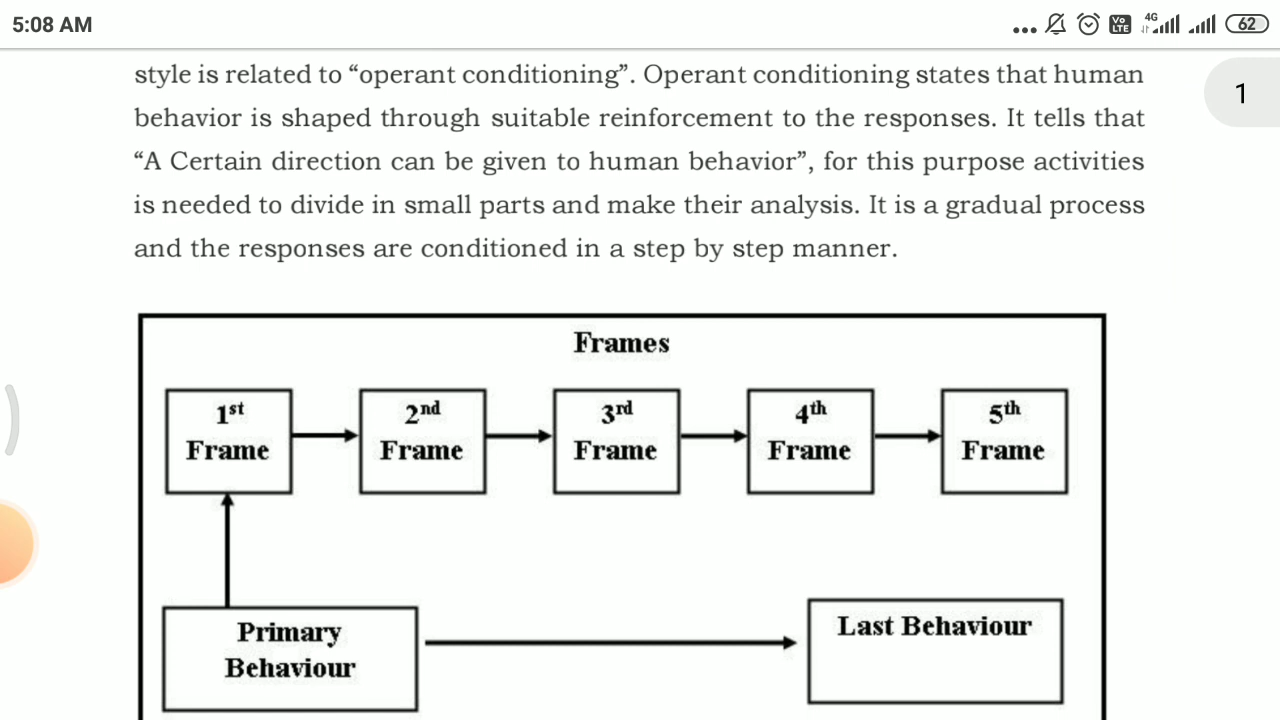 5:08 AM
4G
Vo
LTE
62
style is related to “operant conditioning”. Operant conditioning states that human
1
behavior is shaped through suitable reinforcement to the responses. It tells that
“A Certain direction can be given to human behavior”, for this purpose activities
is needed to divide in small parts and make their analysis. It is a gradual process
and the responses are conditioned in a step by step manner.
Frames
1st
Frame
2nd
Frame
3rd
Frame
4th
Frame
5th
Frame
Primary
Behaviour
Last Behaviour